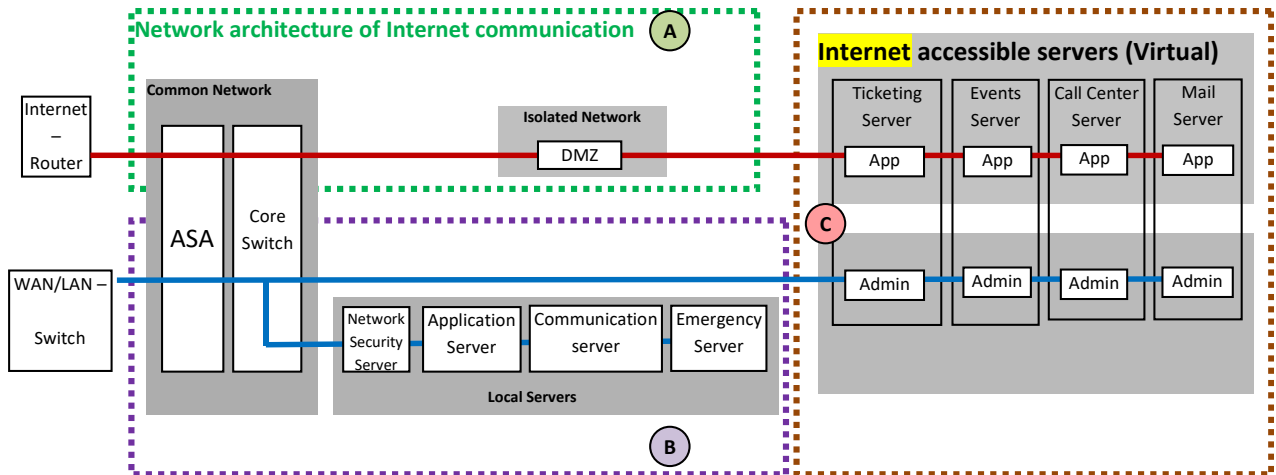 Network architecture of Internet communication
A
Internet accessible servers (Virtual)
Common Network
Internet
–
Router
Isolated Network
DMZ
Ticketing
Server
Events
Server
Call Center
Server
Mail
Server
App
App
App
App
ASA
Core
Switch
C
WAN/LAN –
Switch
Admin
Admin
Admin
Admin
Network
Security
Server
Application
Server
Communication
server
Emergency
Server
Local Servers
B